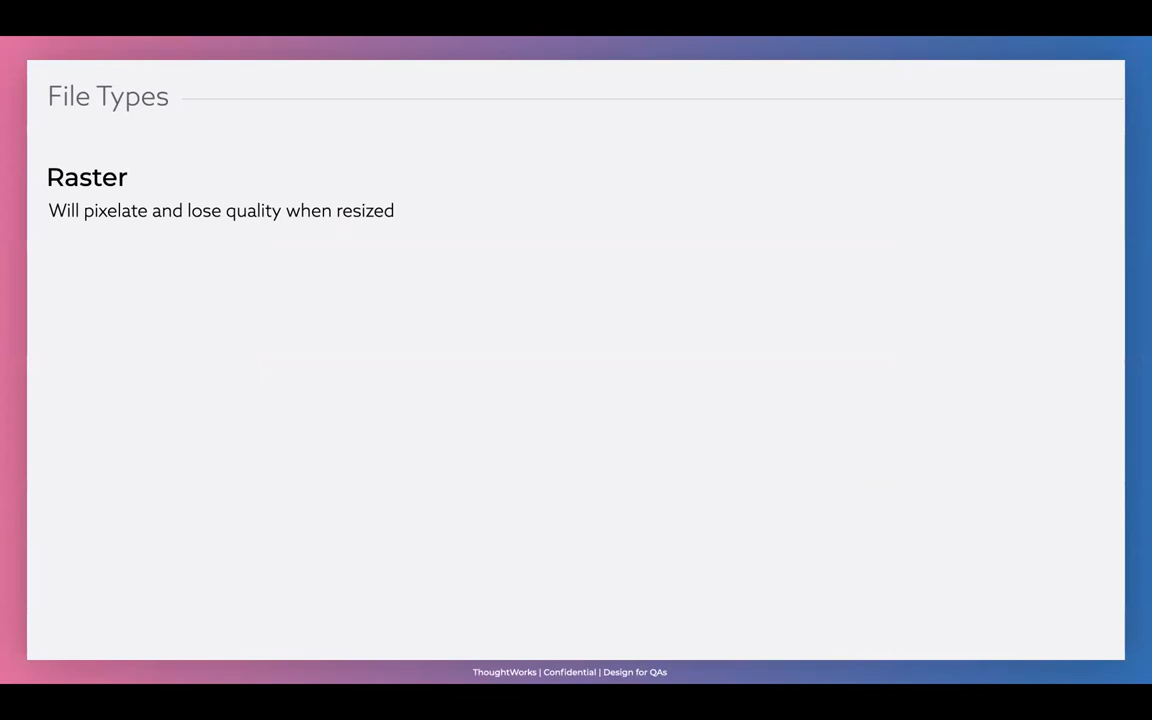 File Types
Raster
Will pixelate and lose quality when resized
ThoughtWorks | Confidential | Design for QAs